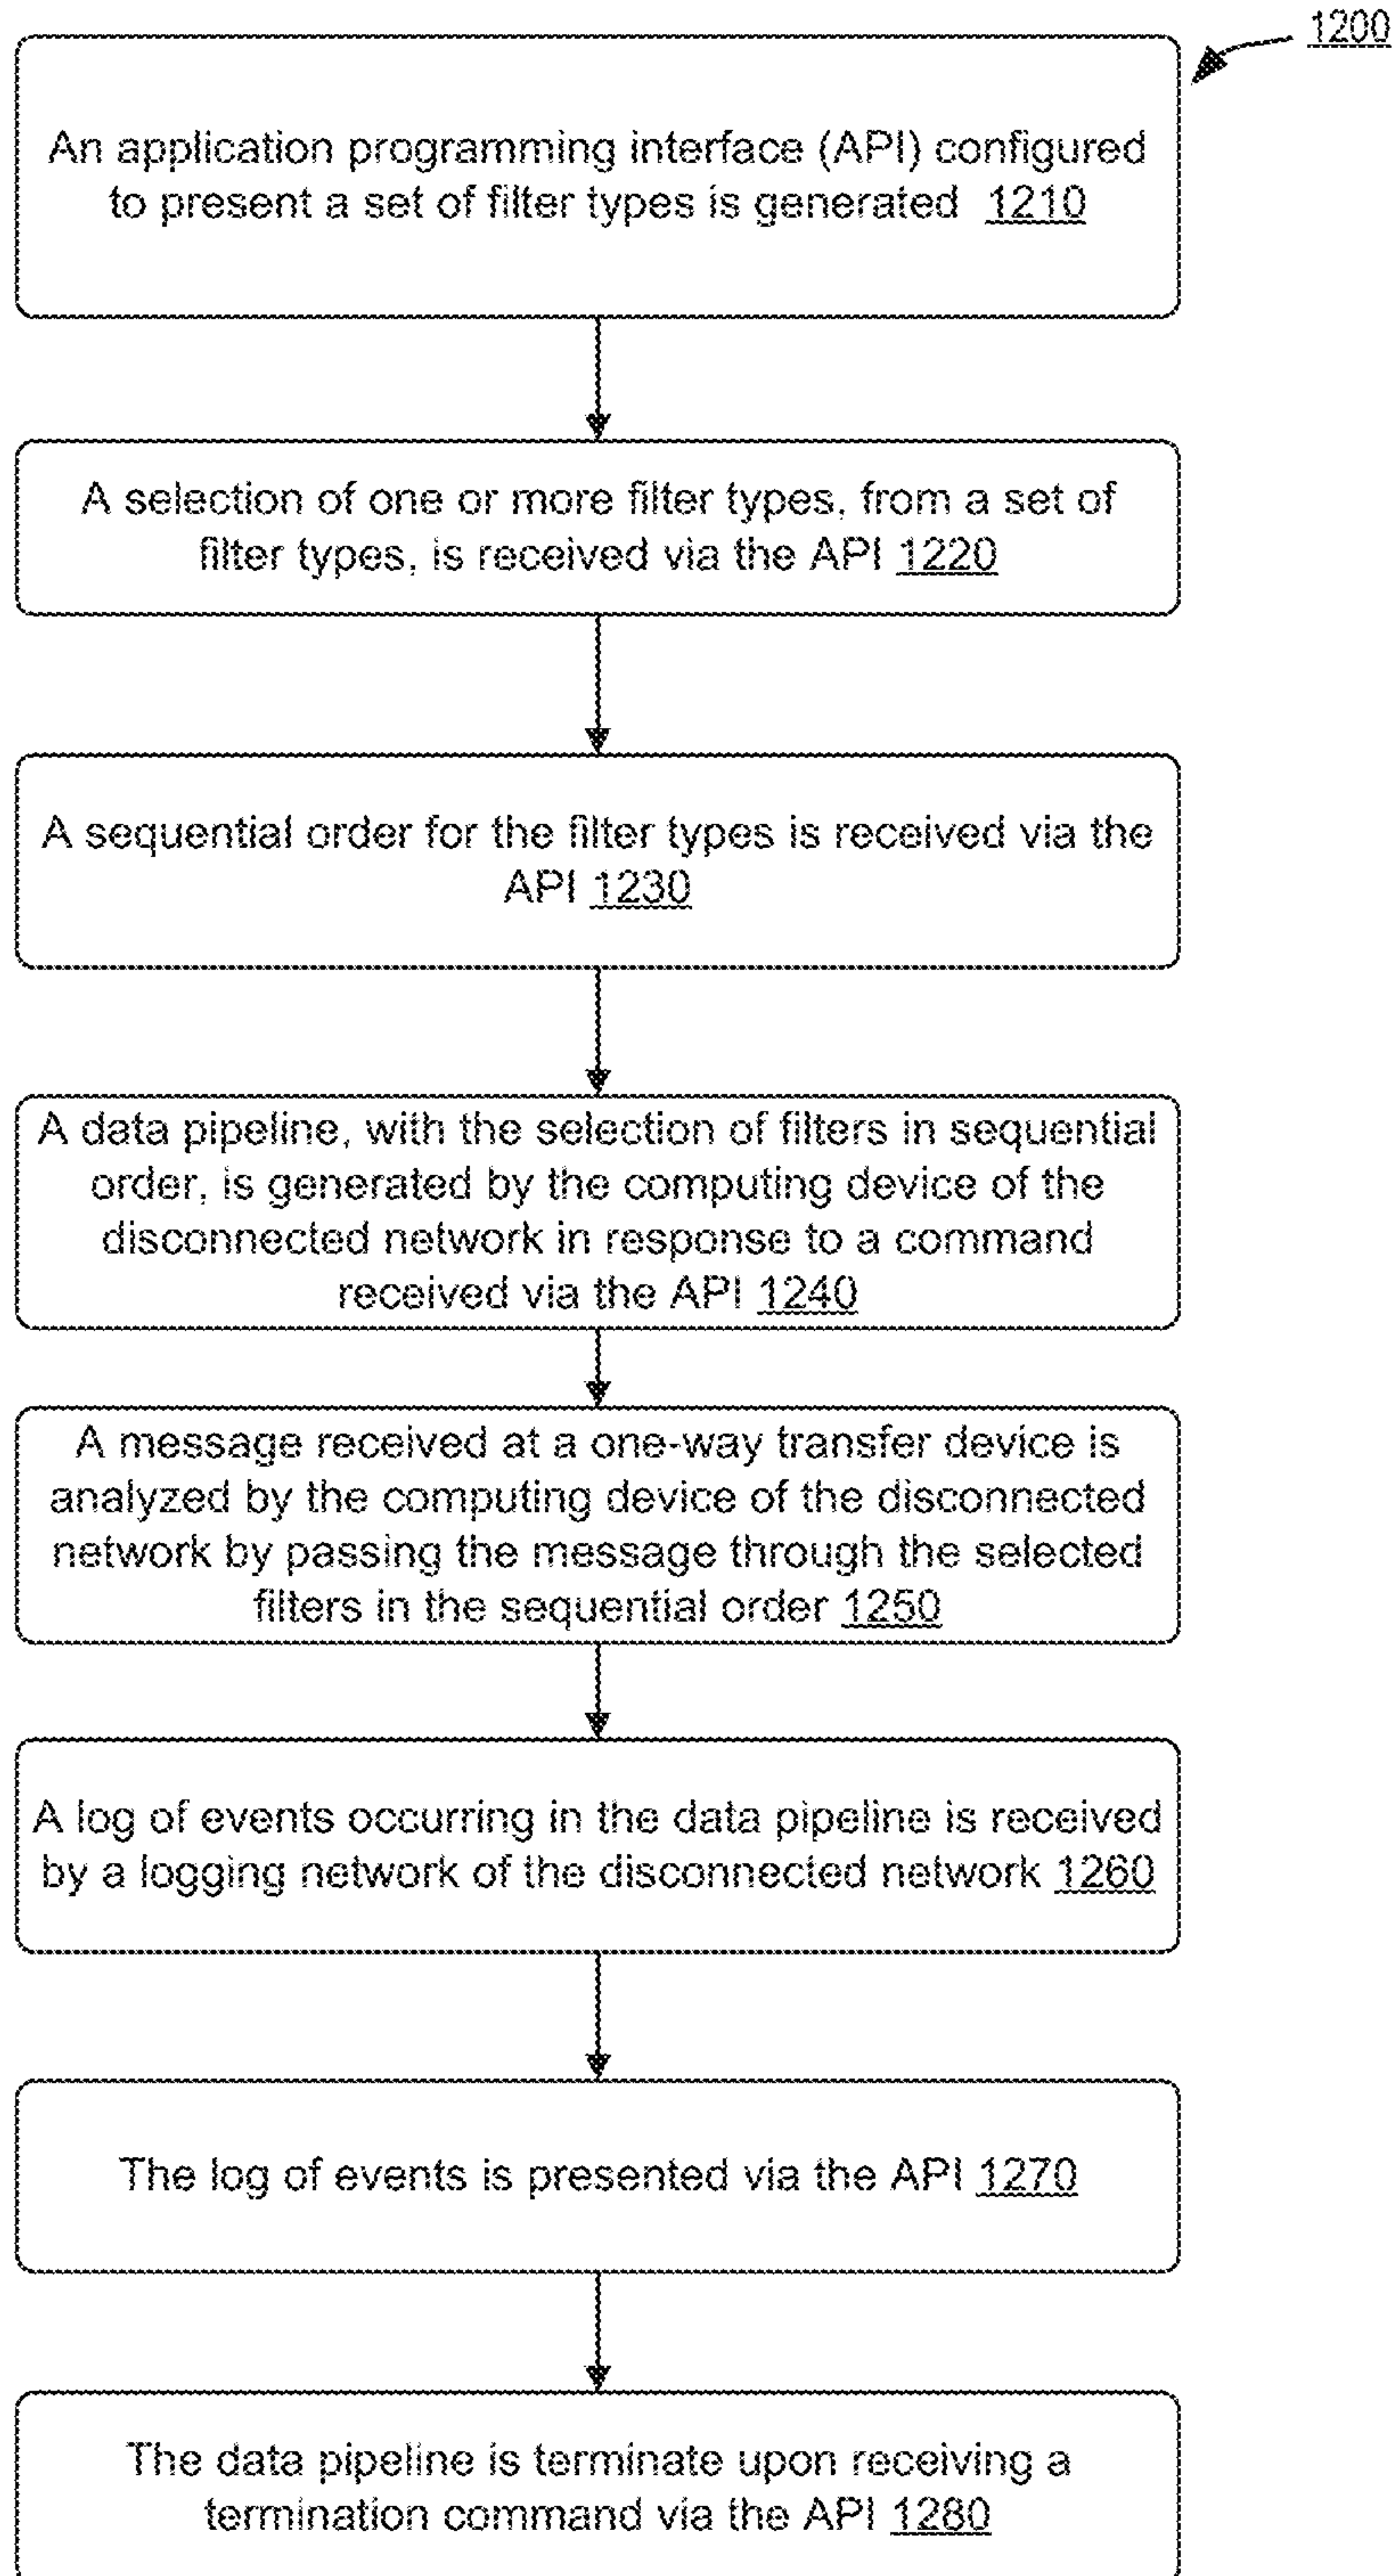 1200
An application programming interface (API) configured
to present a set of filter types is generated 1210
A selection of one or more filter types, from a set of
filter types, is received via the API 1220
A sequential order for the filter types is received via the
API 1230
A data pipeline, with the selection of filters in sequential
order, is generated by the computing device of the
disconnected network in response to a command
received via the API 1240
A message received at a one-way transfer device is
analyzed by the computing device of the disconnected
network by passing the message through the selected
filters in the sequential order 1250
A log of events occurring in the data pipeline is received
by a logging network of the disconnected network 1260
The log of events is presented via the API 1270
The data pipeline is terminate upon receiving a
termination command via the API 1280